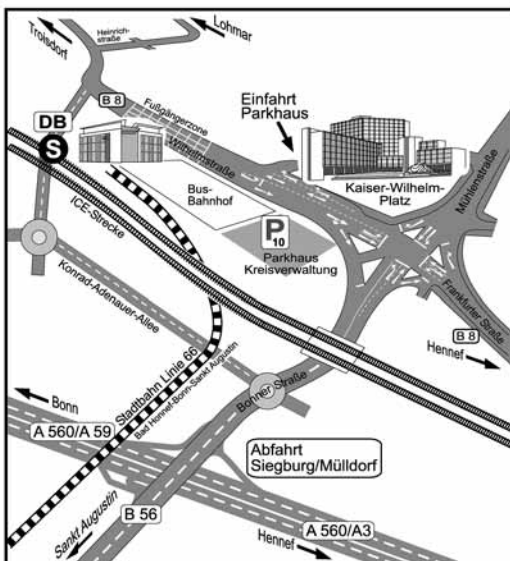 Troisdorf
Lohmar
Heinrich-
straße
B 8
DB
S
Fußgängerzone
Wilhelmstraße
Einfahrt
Parkhaus
Kaiser-Wilhelm-
Platz
Mühlenstraße
Bus-
Bahnhof
P
10
Parkhaus
Kreisverwaltung
ICE-Strecke
Konrad-Adenauer-Allee
Frankfurter Straße
B 8
Hennef
Stadtbahn Linie 66
Bad Honnef-Bonn-Sankt Augustin
Bonner Straße
Bonn
A 560/A 59
Abfahrt
Siegburg/Mülldorf
B 56
Sankt Augustin
A 560/A3
Hennef